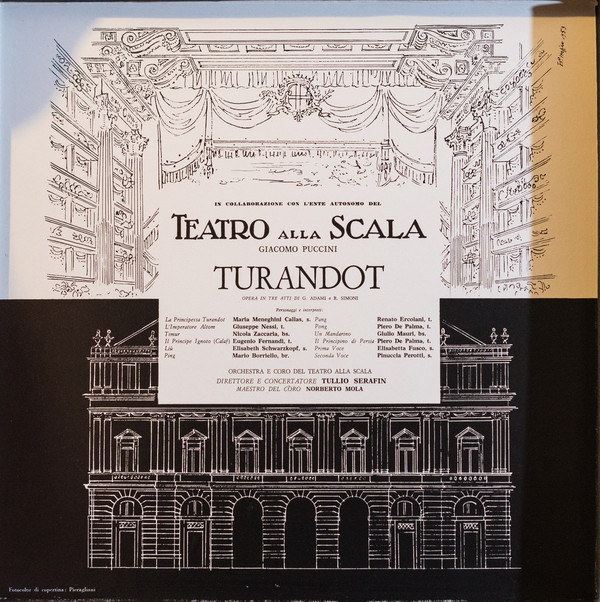 IN COLLABORAZIONE CON L'ENTE AUTONOMO DEL
TEATRO ALLA SCALA
GIACOMO PUCCINI
TURANDOT
OPERA IN TRE ATTI DI G. ADAMI e R. SIMONI
Personaggi e interpreti:
La Principessa Turandot Maria Meneghini Callas, s.
L'Imperatore Altoum Giuseppe Nessi, t.
Timur Nicola Zaccaria, bs.
Il Principe Ignoto (Calaf) Eugenio Fernandi, t.
Liù Elisabeth Schwarzkopf, s.
Ping Mario Borriello, br.
Pang Renato Ercolani, t.
Pong Piero De Palma, t.
Un Mandarino Giulio Mauri, bs.
Il Principino di Persia Piero De Palma, t.
Prima Voce Elisabetta Fusco, s.
Seconda Voce Pinuccia Perotti, s.
ORCHESTRA E CORO DEL TEATRO ALLA SCALA
DIRETTORE E CONCERTATORE TULLIO SERAFIN
MAESTRO DEL CORO NORBERTO MOLA
Fotocolor di copertina: